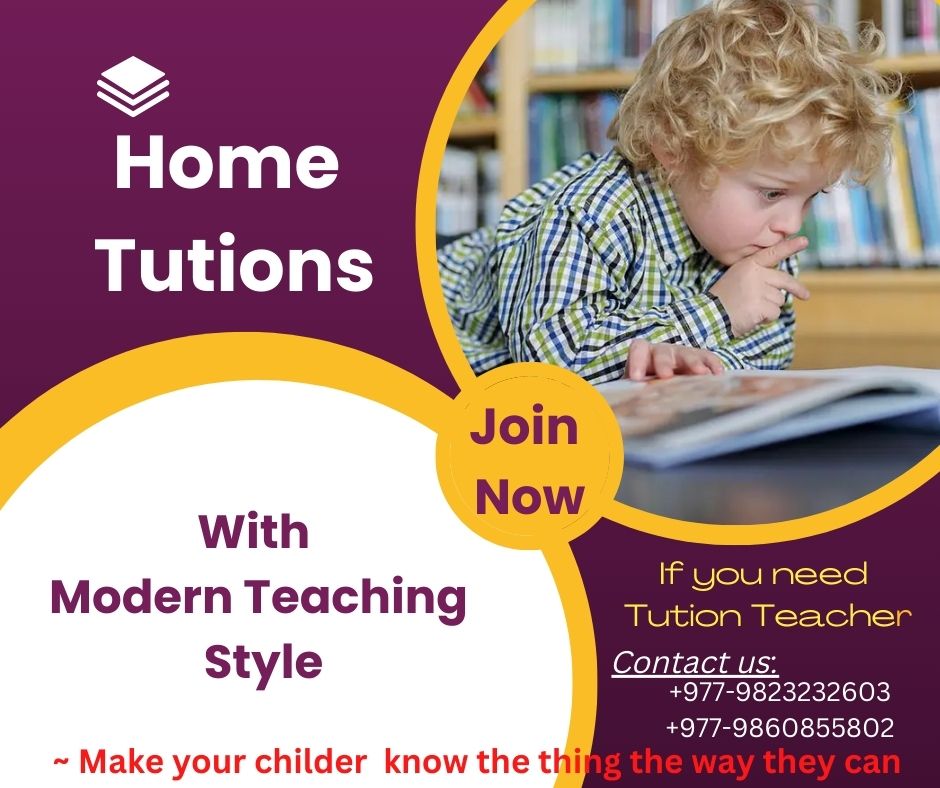 Home
Tutions
Join
Now
With
Modern Teaching
Style
If you need
Tution Teacher
Contact us:
+977-9823232603
+977-9860855802
~ Make your childer know the thing the way they can